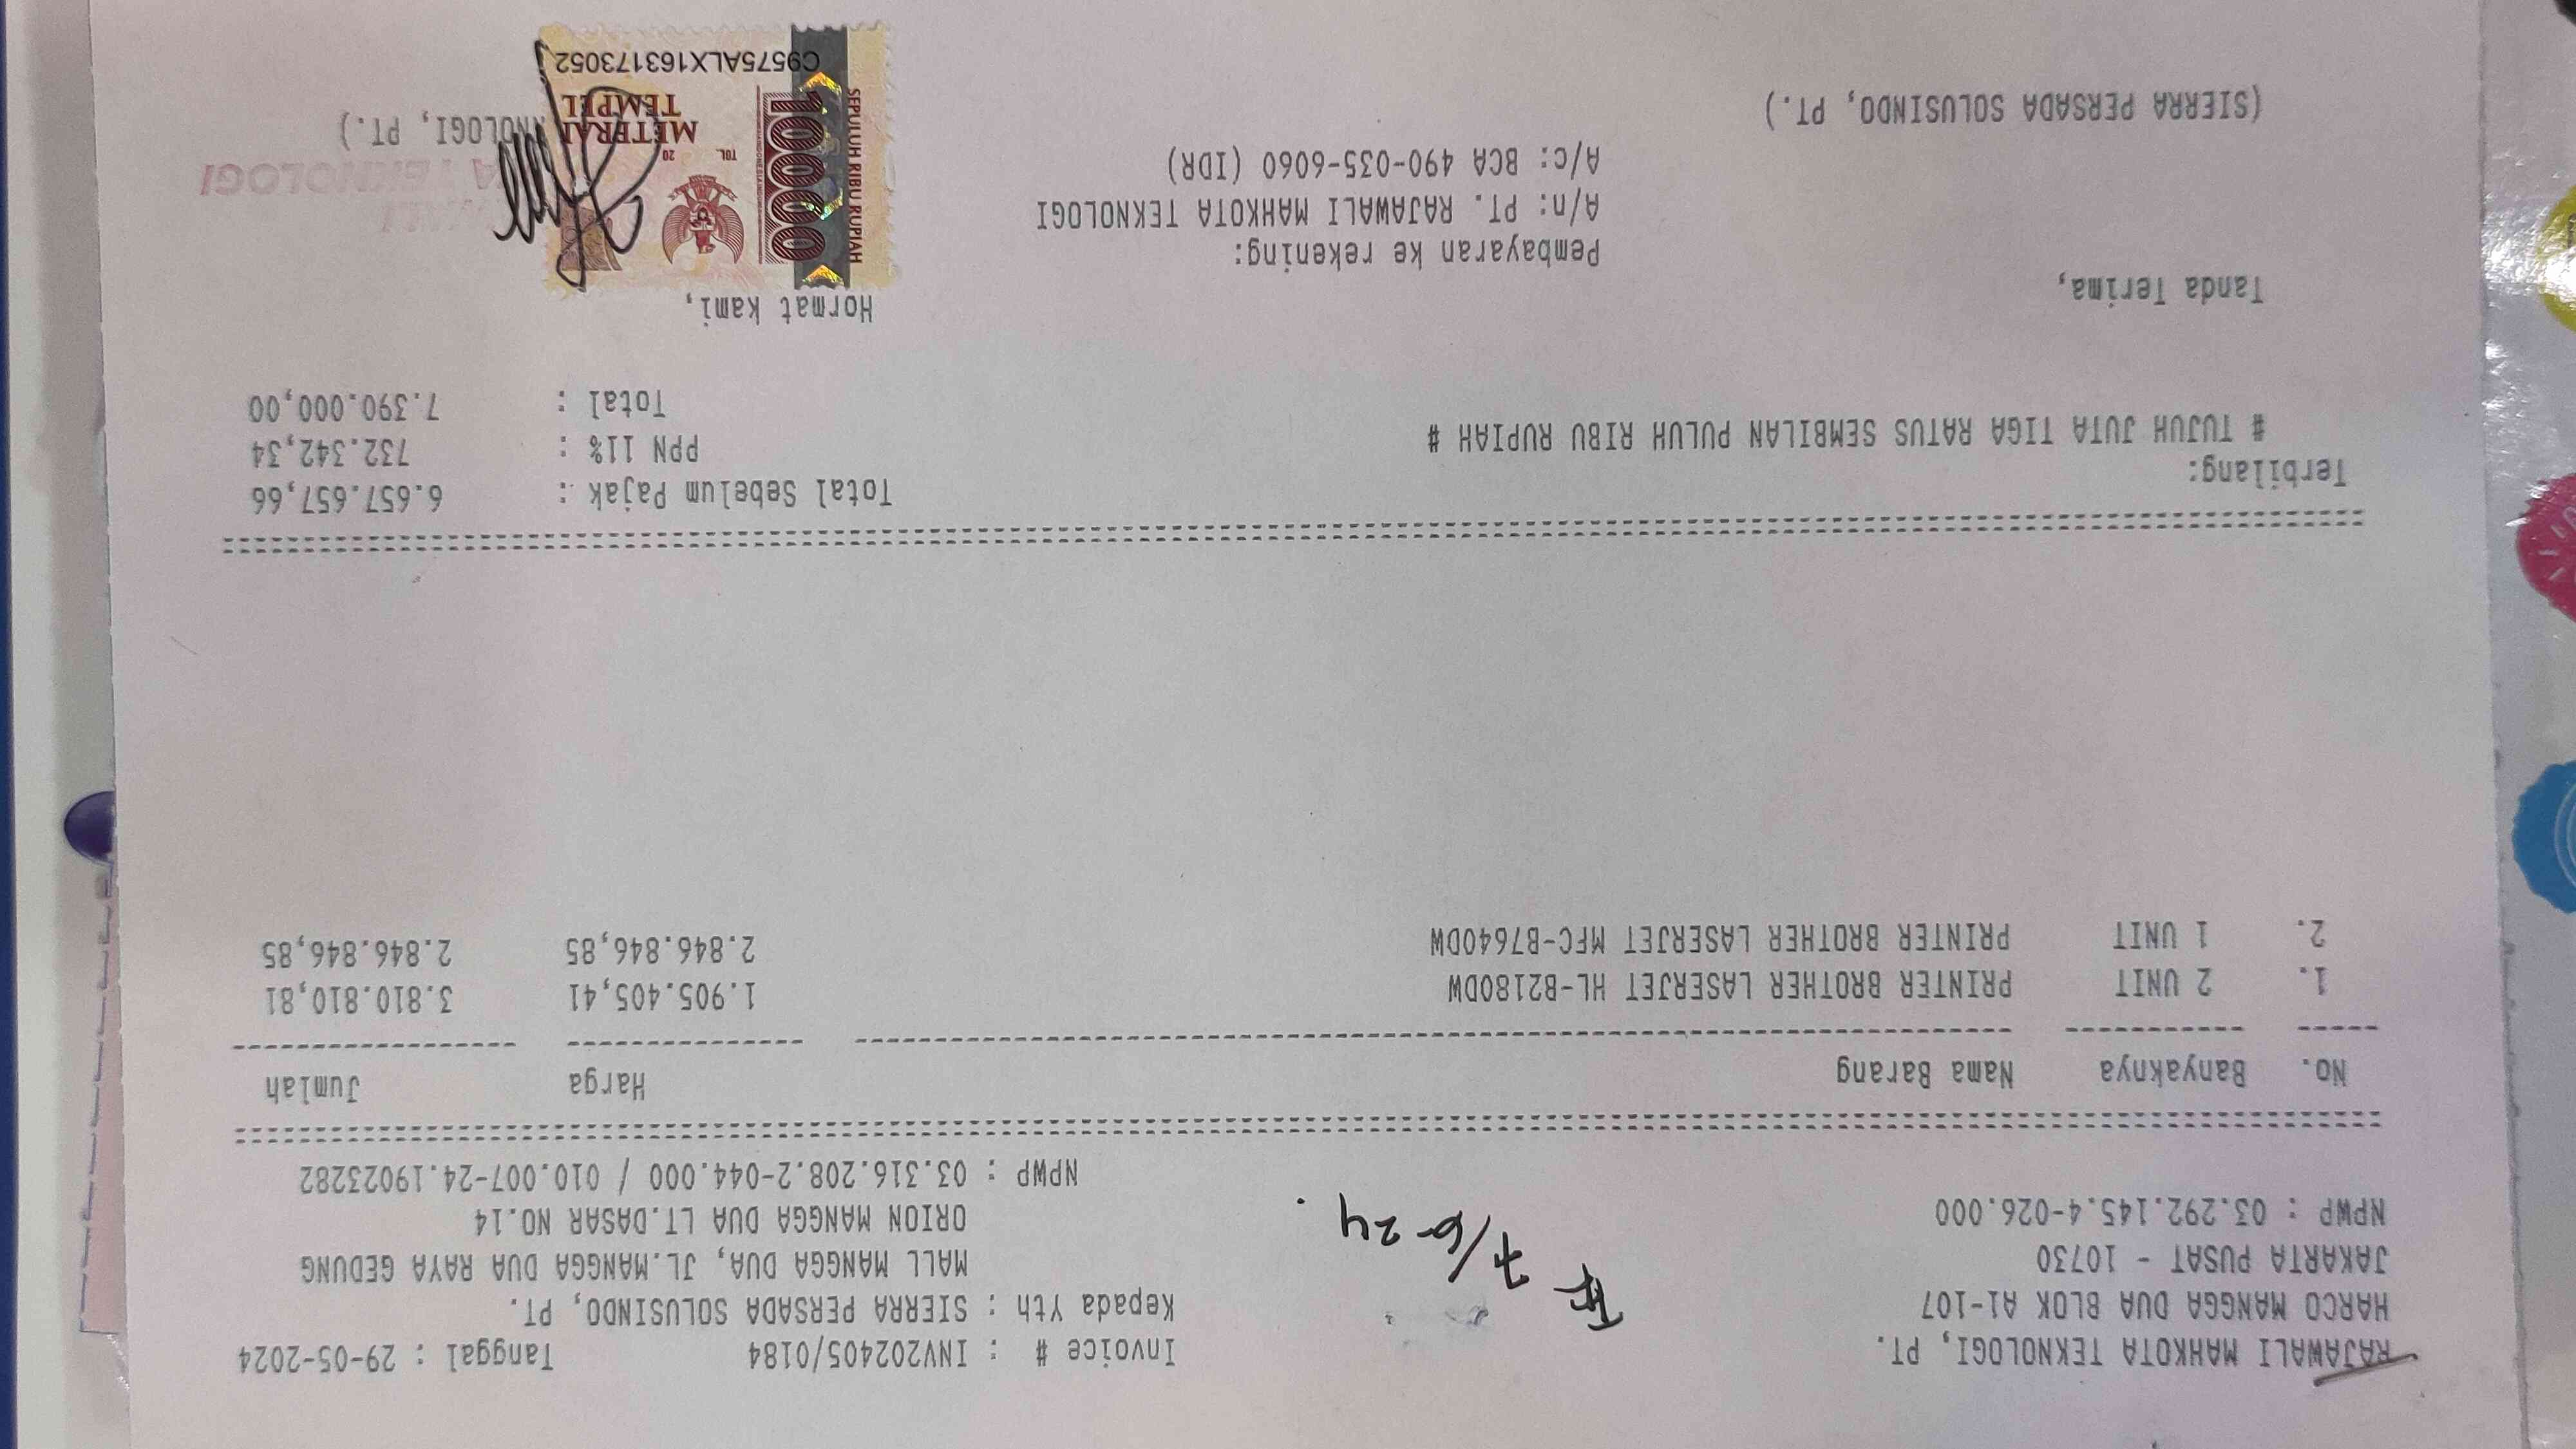 RAJAWALI MAHKOTA TEKNOLOGI, PT.
HARCO MANGGA DUA BLOK A1-107
JAKARTA PUSAT - 10730
NPWP : 03.292.145.4-026.000
7/6 24
Invoice # : INV202405/0184 Tanggal : 29-05-2024
Kepada Yth : SIERRA PERSADA SOLUSINDO, PT.
MALL MANGGA DUA, JL.MANGGA DUA RAYA GEDUNG
ORION MANGGA DUA LT.DASAR NO.14
NPWP : 03.316.208.2-044.000 / 010.007-24.19023282
No. Banyaknya Nama Barang Harga Jumlah
1. 2 UNIT PRINTER BROTHER LASERJET HL-B2180DW 1.905.405,41 3.810.810,81
2. 1 UNIT PRINTER BROTHER LASERJET MFC-B7640DW 2.846.846,85 2.846.846,85
Terbilang:
# TUJUH JUTA TIGA RATUS SEMBILAN PULUH RIBU RUPIAH #
Total Sebelum Pajak : 6.657.657,66
PPN 11% : 732.342,34
Total : 7.390.000,00
Tanda Terima,
(SIERRA PERSADA SOLUSINDO, PT.)
Pembayaran ke rekening:
A/n: PT. RAJAWALI MAHKOTA TEKNOLOGI
A/c: BCA 490-035-6060 (IDR)
Hormat kami,
SEPULUH RIBU RUPIAH
10000
TGL. 20
METERAI
TEMPEL
C9575ALX163173052
TEKNOLOGI
NOLOGI, PT.)